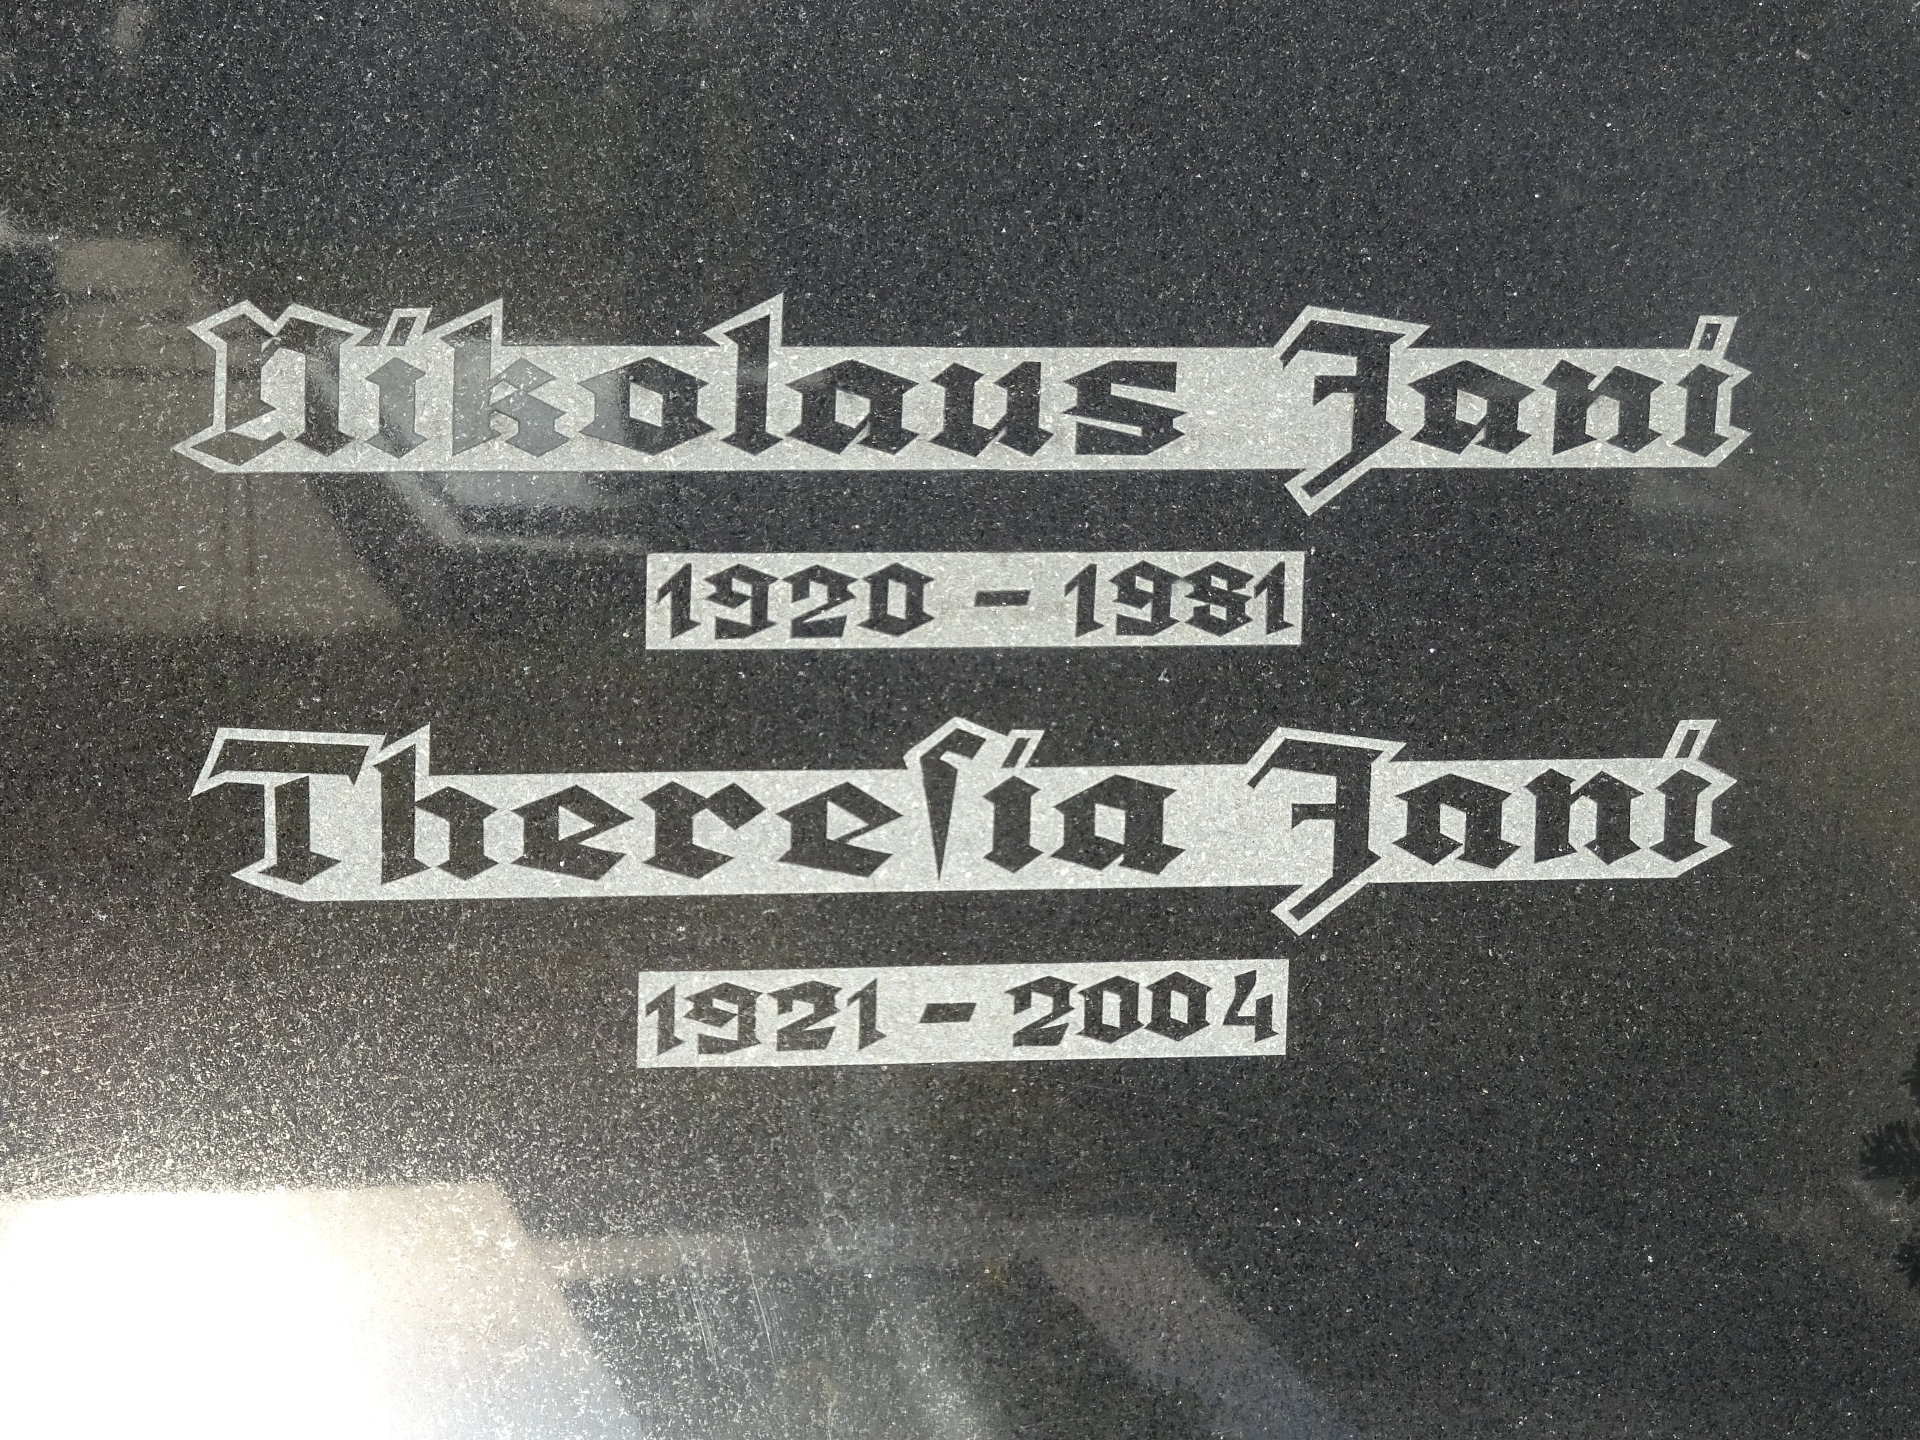 Nikolaus Jani
1920 - 1981
Thereſia Jani
1921 - 2004